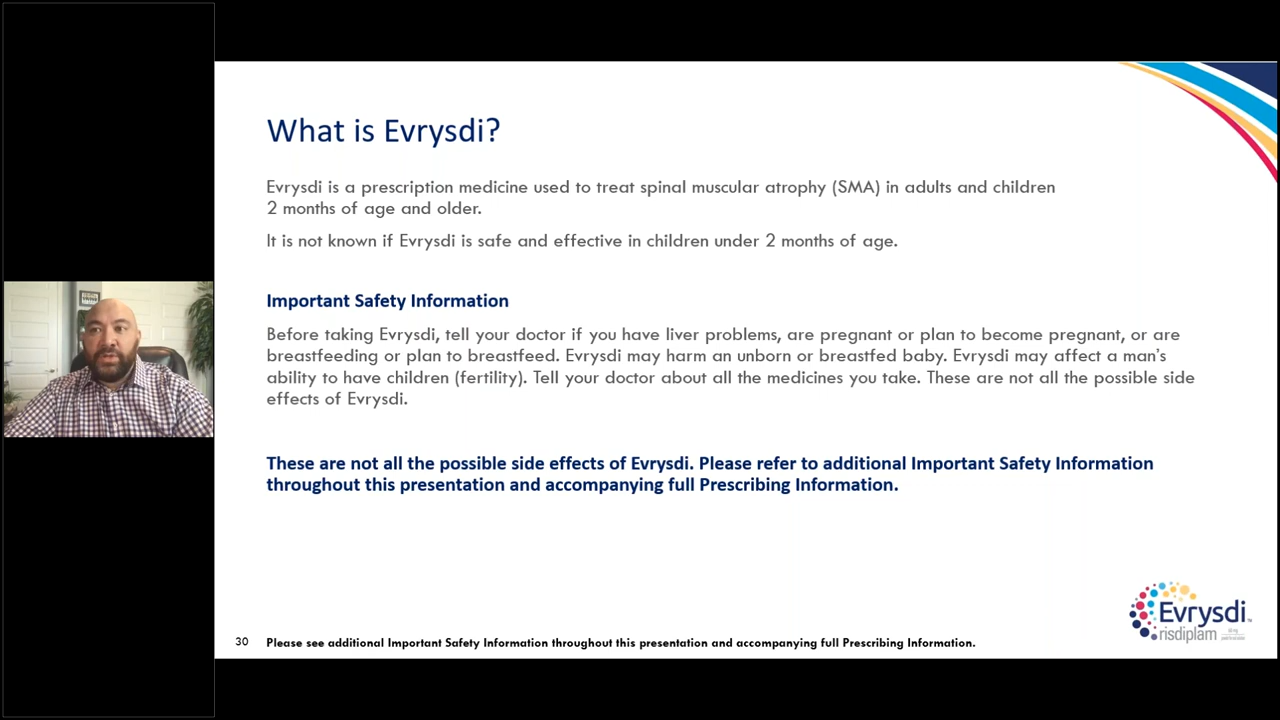 What is Evrysdi?
Evrysdi is a prescription medicine used to treat spinal muscular atrophy (SMA) in adults and children
2 months of age and older.
It is not known if Evrysdi is safe and effective in children under 2 months of age.
Important Safety Information
Before taking Evrysdi, tell your doctor if you have liver problems, are pregnant or plan to become pregnant, or are
breastfeeding or plan to breastfeed. Evrysdi may harm an unborn or breastfed baby. Evrysdi may affect a man's
ability to have children (fertility). Tell your doctor about all the medicines you take. These are not all the possible side
effects of Evrysdi.
These are not all the possible side effects of Evrysdi. Please refer to additional Important Safety Information
throughout this presentation and accompanying full Prescribing Information.
Evrysdi
risdiplam
30 Please see additional Important Safety Information throughout this presentation and accompanying full Prescribing Information.